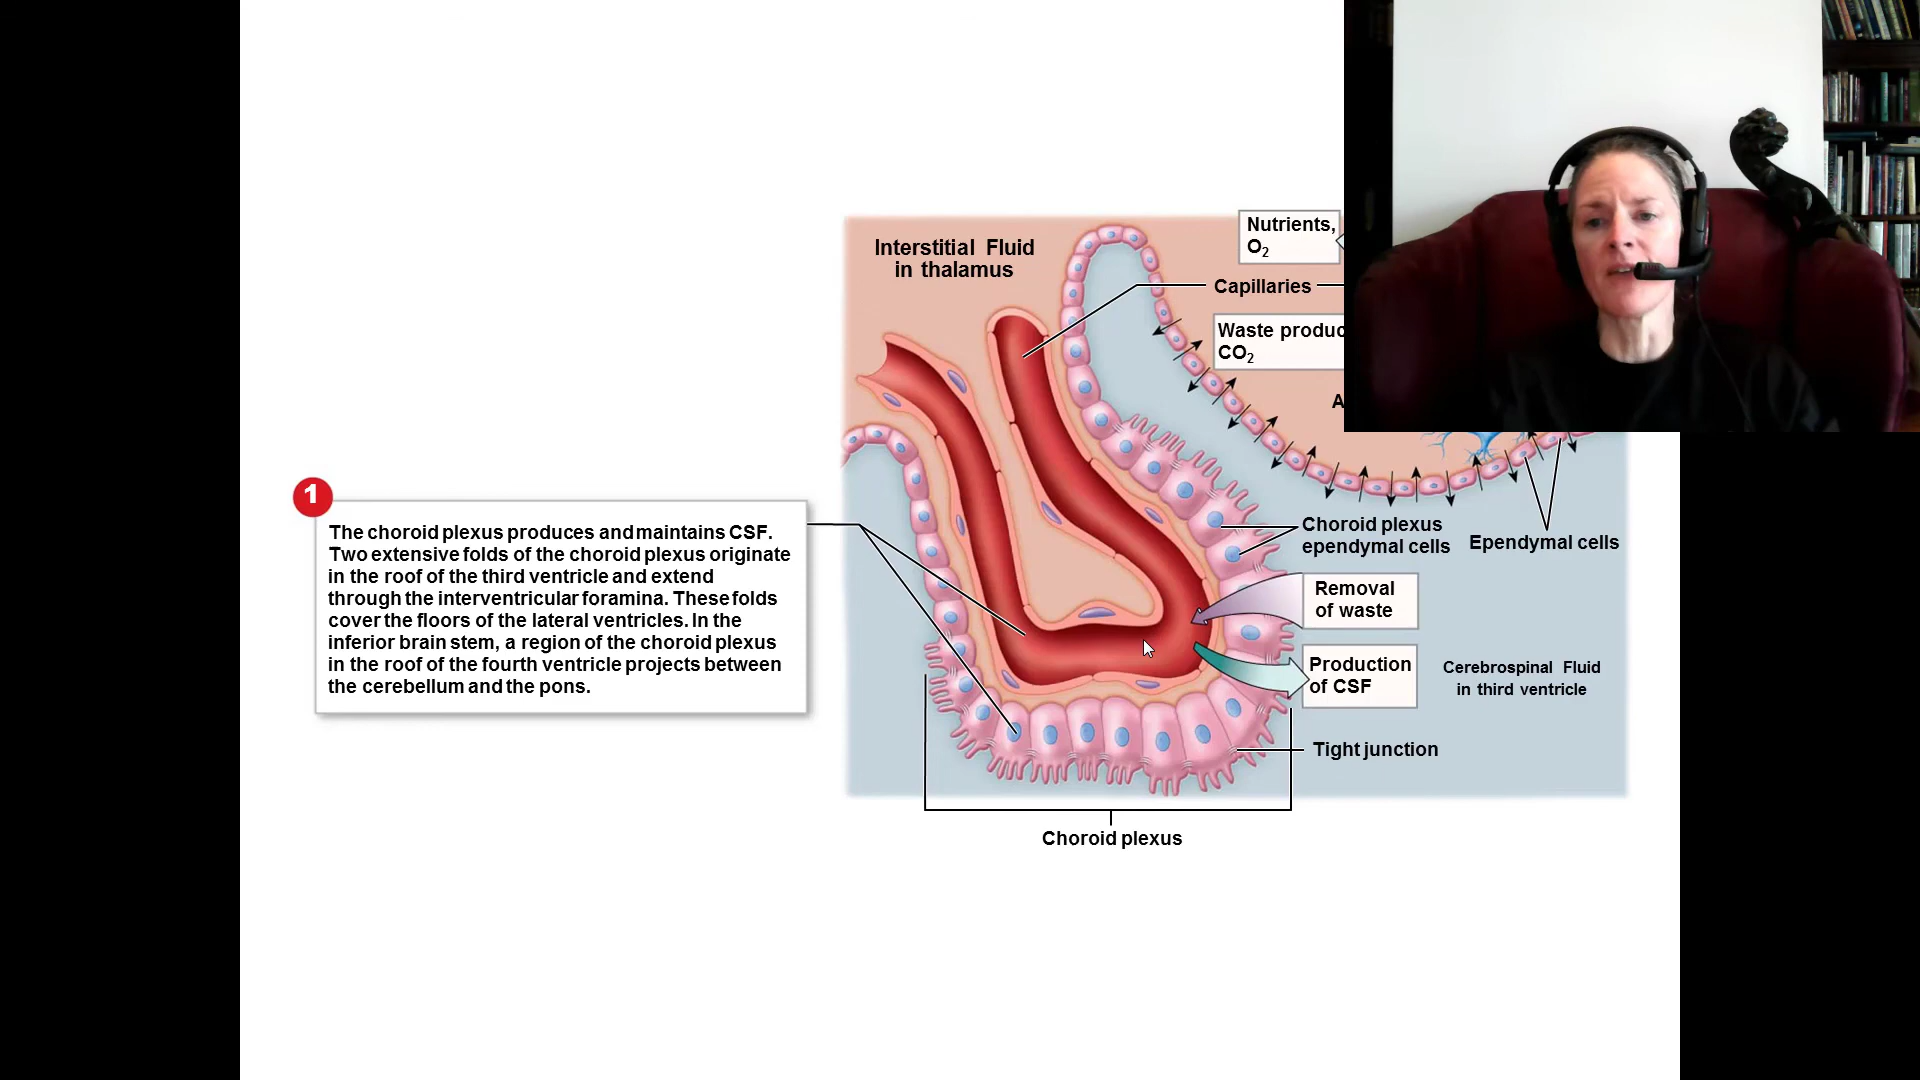 Nutrients,
O2
Interstitial Fluid
in thalamus
Capillaries
Waste
CO2
1
The choroid plexus produces and maintains CSF.
Two extensive folds of the choroid plexus originate
in the roof of the third ventricle and extend
through the interventricular foramina. These folds
cover the floors of the lateral ventricles. In the
inferior brain stem, a region of the choroid plexus
in the roof of the fourth ventricle projects between
the cerebellum and the pons.
Choroid plexus
ependymal cells
Ependymal cells
Removal
of waste
Production
of CSF
Cerebrospinal Fluid
in third ventricle
Tight junction
Choroid plexus